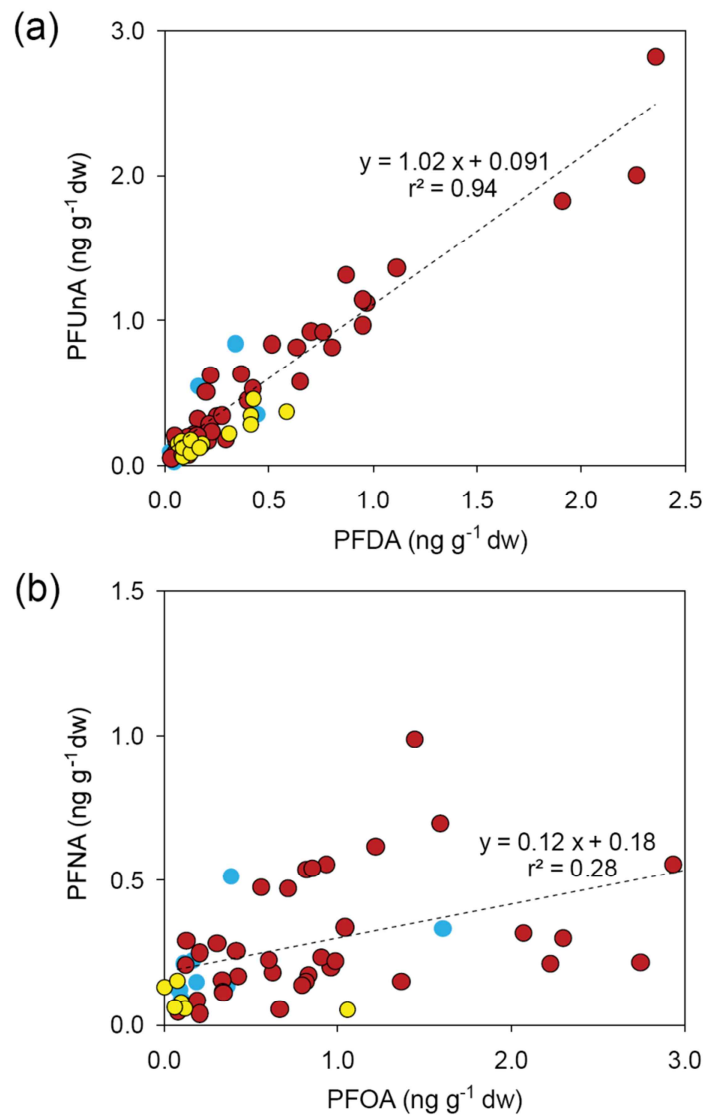 (a)
3.0
2.0
1.0
0.0
PFUnA (ng g⁻¹ dw)
y = 1.02 x + 0.091
r² = 0.94
0.0 0.5 1.0 1.5 2.0 2.5
PFDA (ng g⁻¹ dw)
(b)
1.5
1.0
0.5
0.0
PFNA (ng g⁻¹ dw)
y = 0.12 x + 0.18
r² = 0.28
0.0 1.0 2.0 3.0
PFOA (ng g⁻¹ dw)